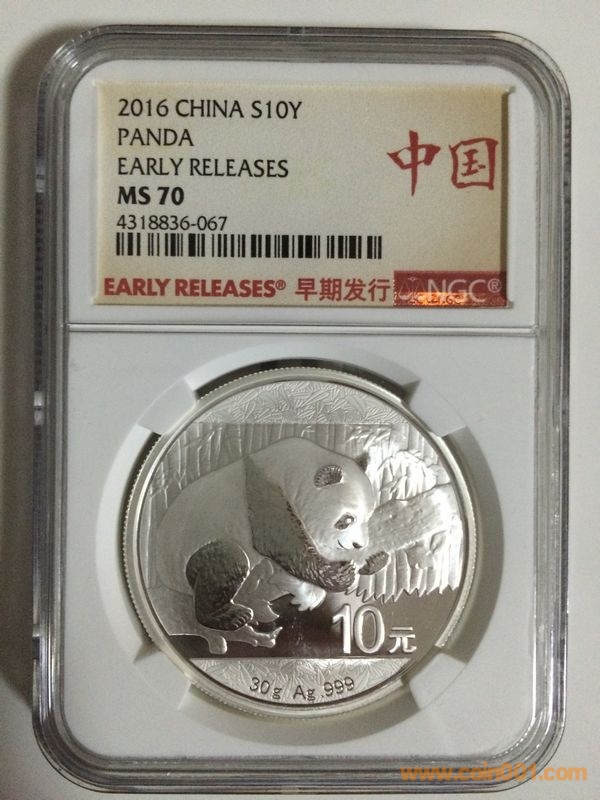 2016 CHINA S10Y
PANDA
EARLY RELEASES
MS 70
4318836-067
中国
EARLY RELEASES® 早期发行 NGC®
10元
30g Ag .999
www.coin001.com